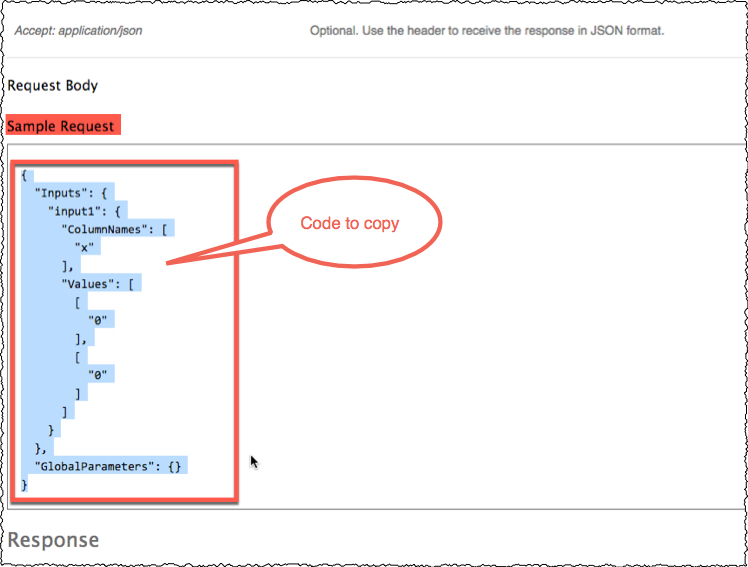 Accept: application/json Optional. Use the header to receive the response in JSON format.
Request Body
Sample Request
{
  "Inputs": {
    "input1": {
      "ColumnNames": [
        "x"
      ],
      "Values": [
        [
          "0"
        ],
        [
          "0"
        ]
      ]
    }
  },
  "GlobalParameters": {}
}
Code to copy
Response